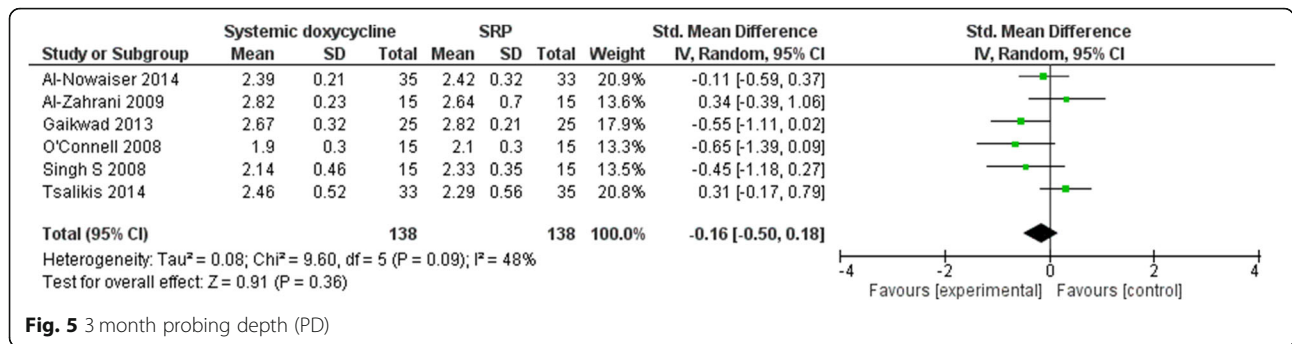 Systemic doxycycline SRP Std. Mean Difference Std. Mean Difference
Study or Subgroup Mean SD Total Mean SD Total Weight IV, Random, 95% CI IV, Random, 95% CI
Al-Nowaiser 2014 2.39 0.21 35 2.42 0.32 33 20.9% -0.11 [-0.59, 0.37]
Al-Zahrani 2009 2.82 0.23 15 2.64 0.7 15 13.6% 0.34 [-0.39, 1.06]
Gaikwad 2013 2.67 0.32 25 2.82 0.21 25 17.9% -0.55 [-1.11, 0.02]
O'Connell 2008 1.9 0.3 15 2.1 0.3 15 13.3% -0.65 [-1.39, 0.09]
Singh S 2008 2.14 0.46 15 2.33 0.35 15 13.5% -0.45 [-1.18, 0.27]
Tsalikis 2014 2.46 0.52 33 2.29 0.56 35 20.8% 0.31 [-0.17, 0.79]
Total (95% CI) 138 138 100.0% -0.16 [-0.50, 0.18]
Heterogeneity: Tau² = 0.08; Chi² = 9.60, df = 5 (P = 0.09); I² = 48%
Test for overall effect: Z = 0.91 (P = 0.36)
-4 -2 0 2 4
Favours [experimental] Favours [control]
Fig. 5 3 month probing depth (PD)